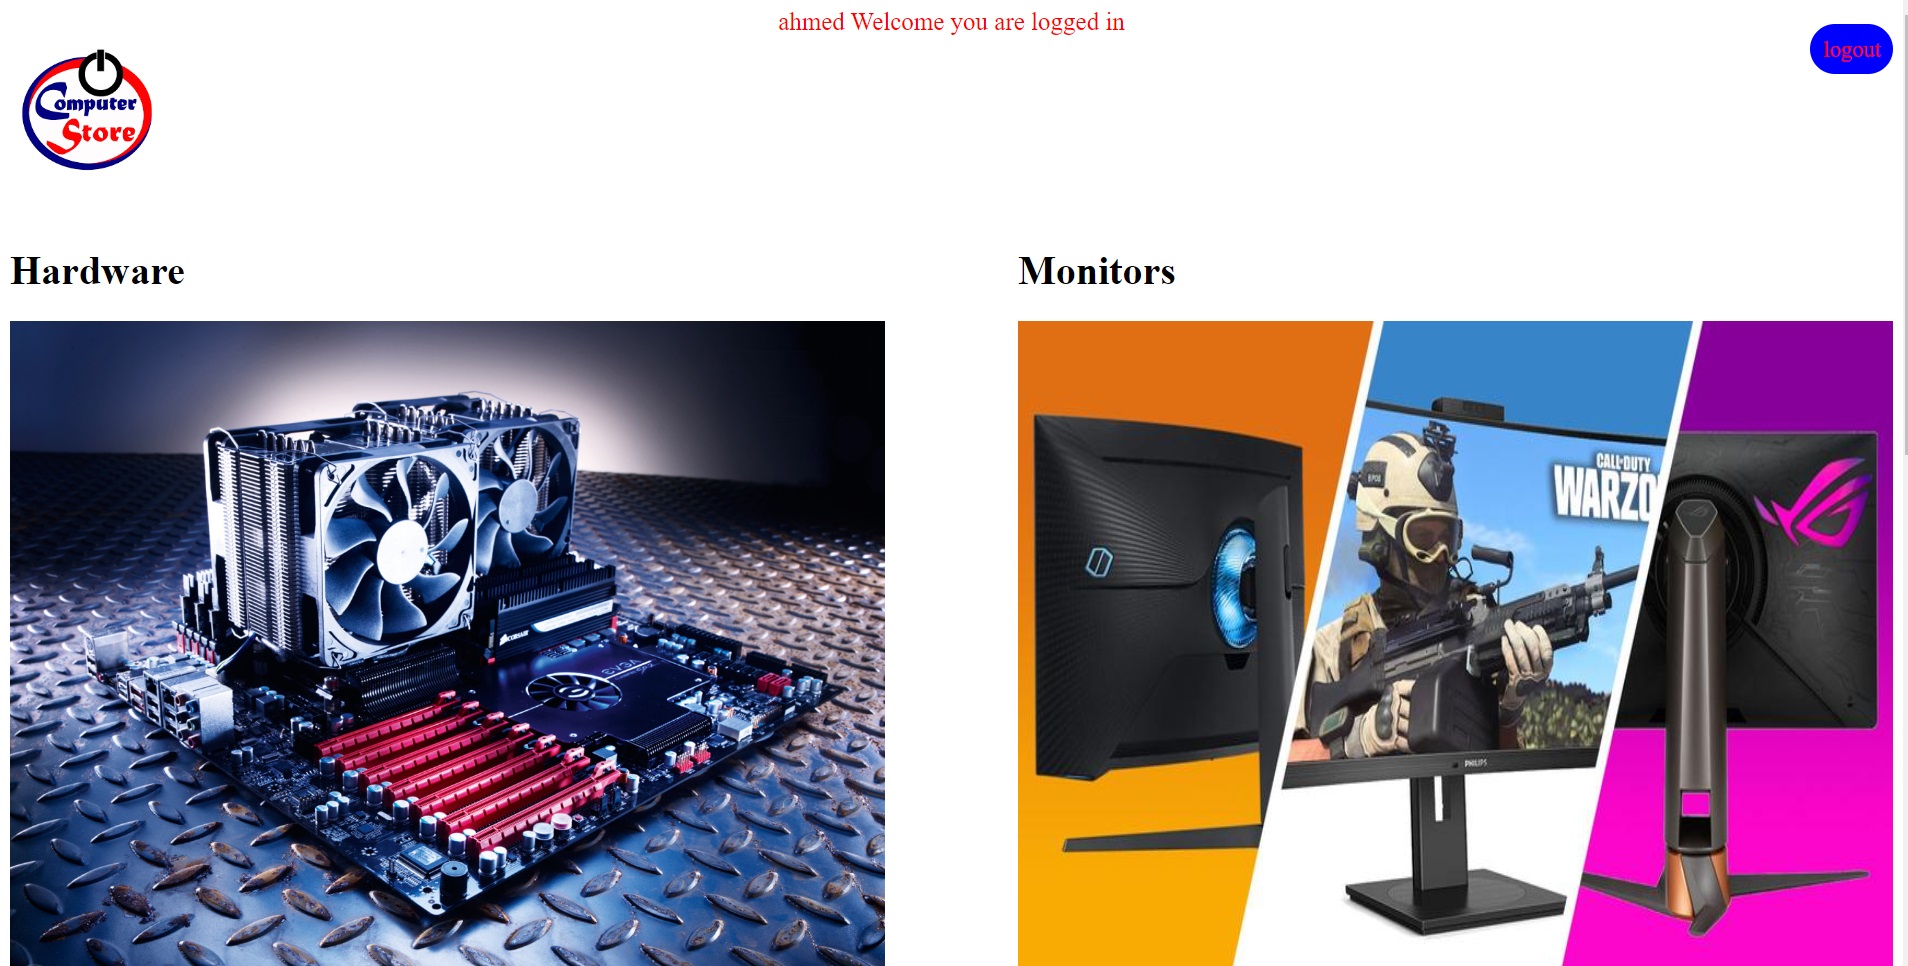 ahmed Welcome you are logged in
logout
Computer
Store
Hardware
Monitors
CORSAIR
EVGA
CALL OF DUTY
WARZO
PHILIPS